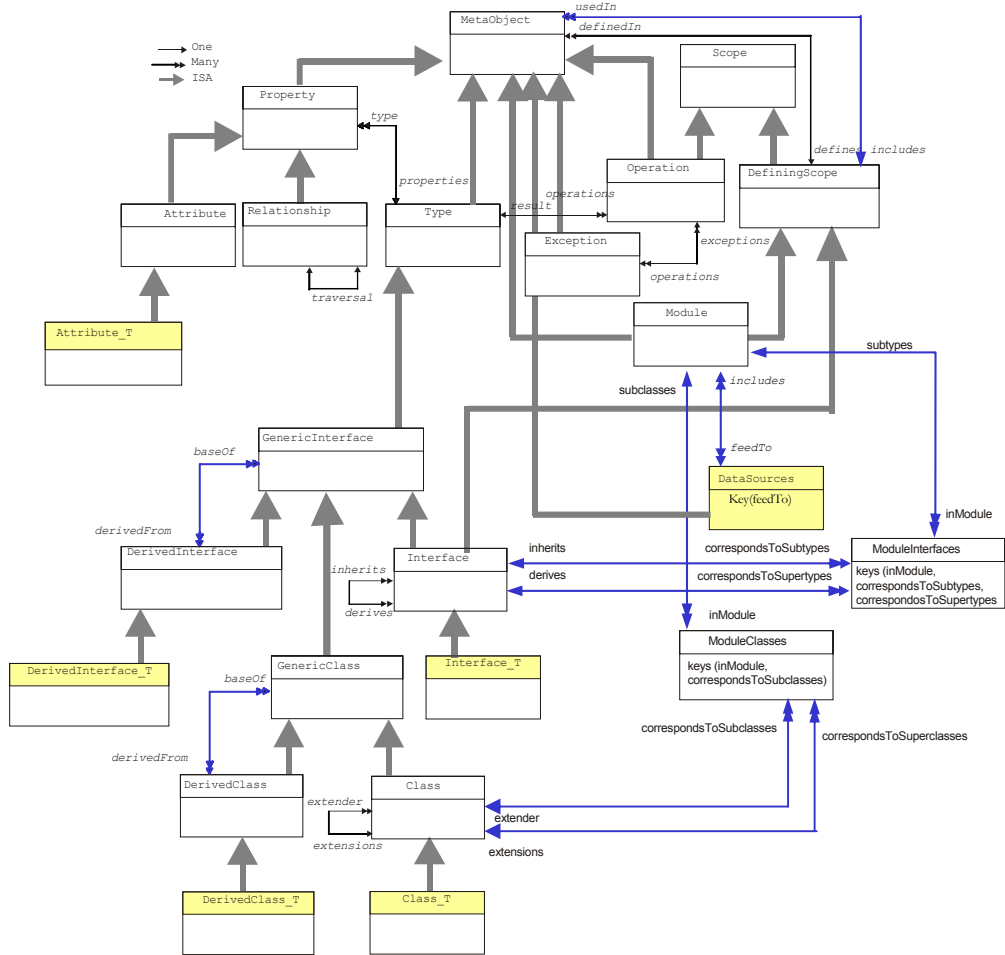 usedIn
MetaObject
definedIn
One
Many
ISA
Scope
Property
type
defines
includes
Operation
DefiningScope
properties
operations
result
Attribute
Relationship
Type
Exception
exceptions
operations
traversal
Module
Attribute_T
subtypes
subclasses
includes
GenericInterface
baseOf
feedTo
DataSources
Key(feedTo)
derivedFrom
inModule
DerivedInterface
Interface
inherits
correspondsToSubtypes
ModuleInterfaces
inherits
derives
correspondsToSupertypes
keys (inModule,
correspondsToSubtypes,
correspondosToSupertypes
derives
inModule
ModuleClasses
DerivedInterface_T
GenericClass
Interface_T
keys (inModule,
correspondsToSubclasses)
baseOf
correspondsToSubclasses
correspondsToSuperclasses
derivedFrom
DerivedClass
Class
extender
extender
extensions
extensions
DerivedClass_T
Class_T